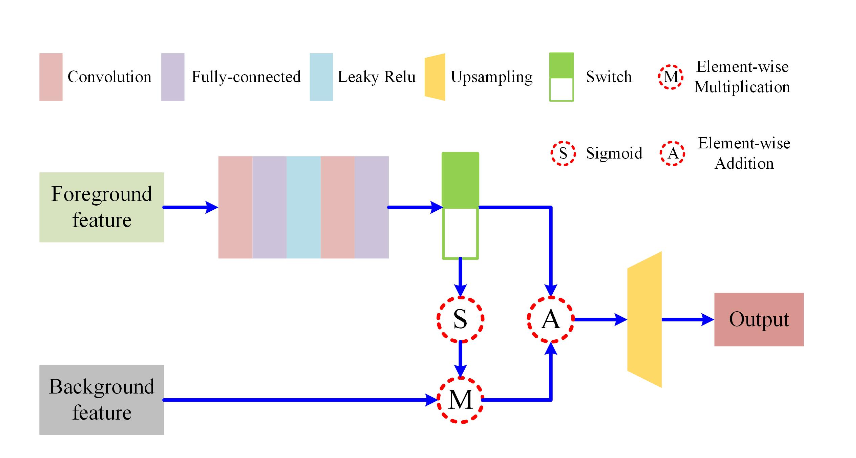 Convolution
Fully-connected
Leaky Relu
Upsampling
Switch
M
Element-wise
Multiplication
S
Sigmoid
A
Element-wise
Addition
Foreground
feature
S
A
Output
Background
feature
M